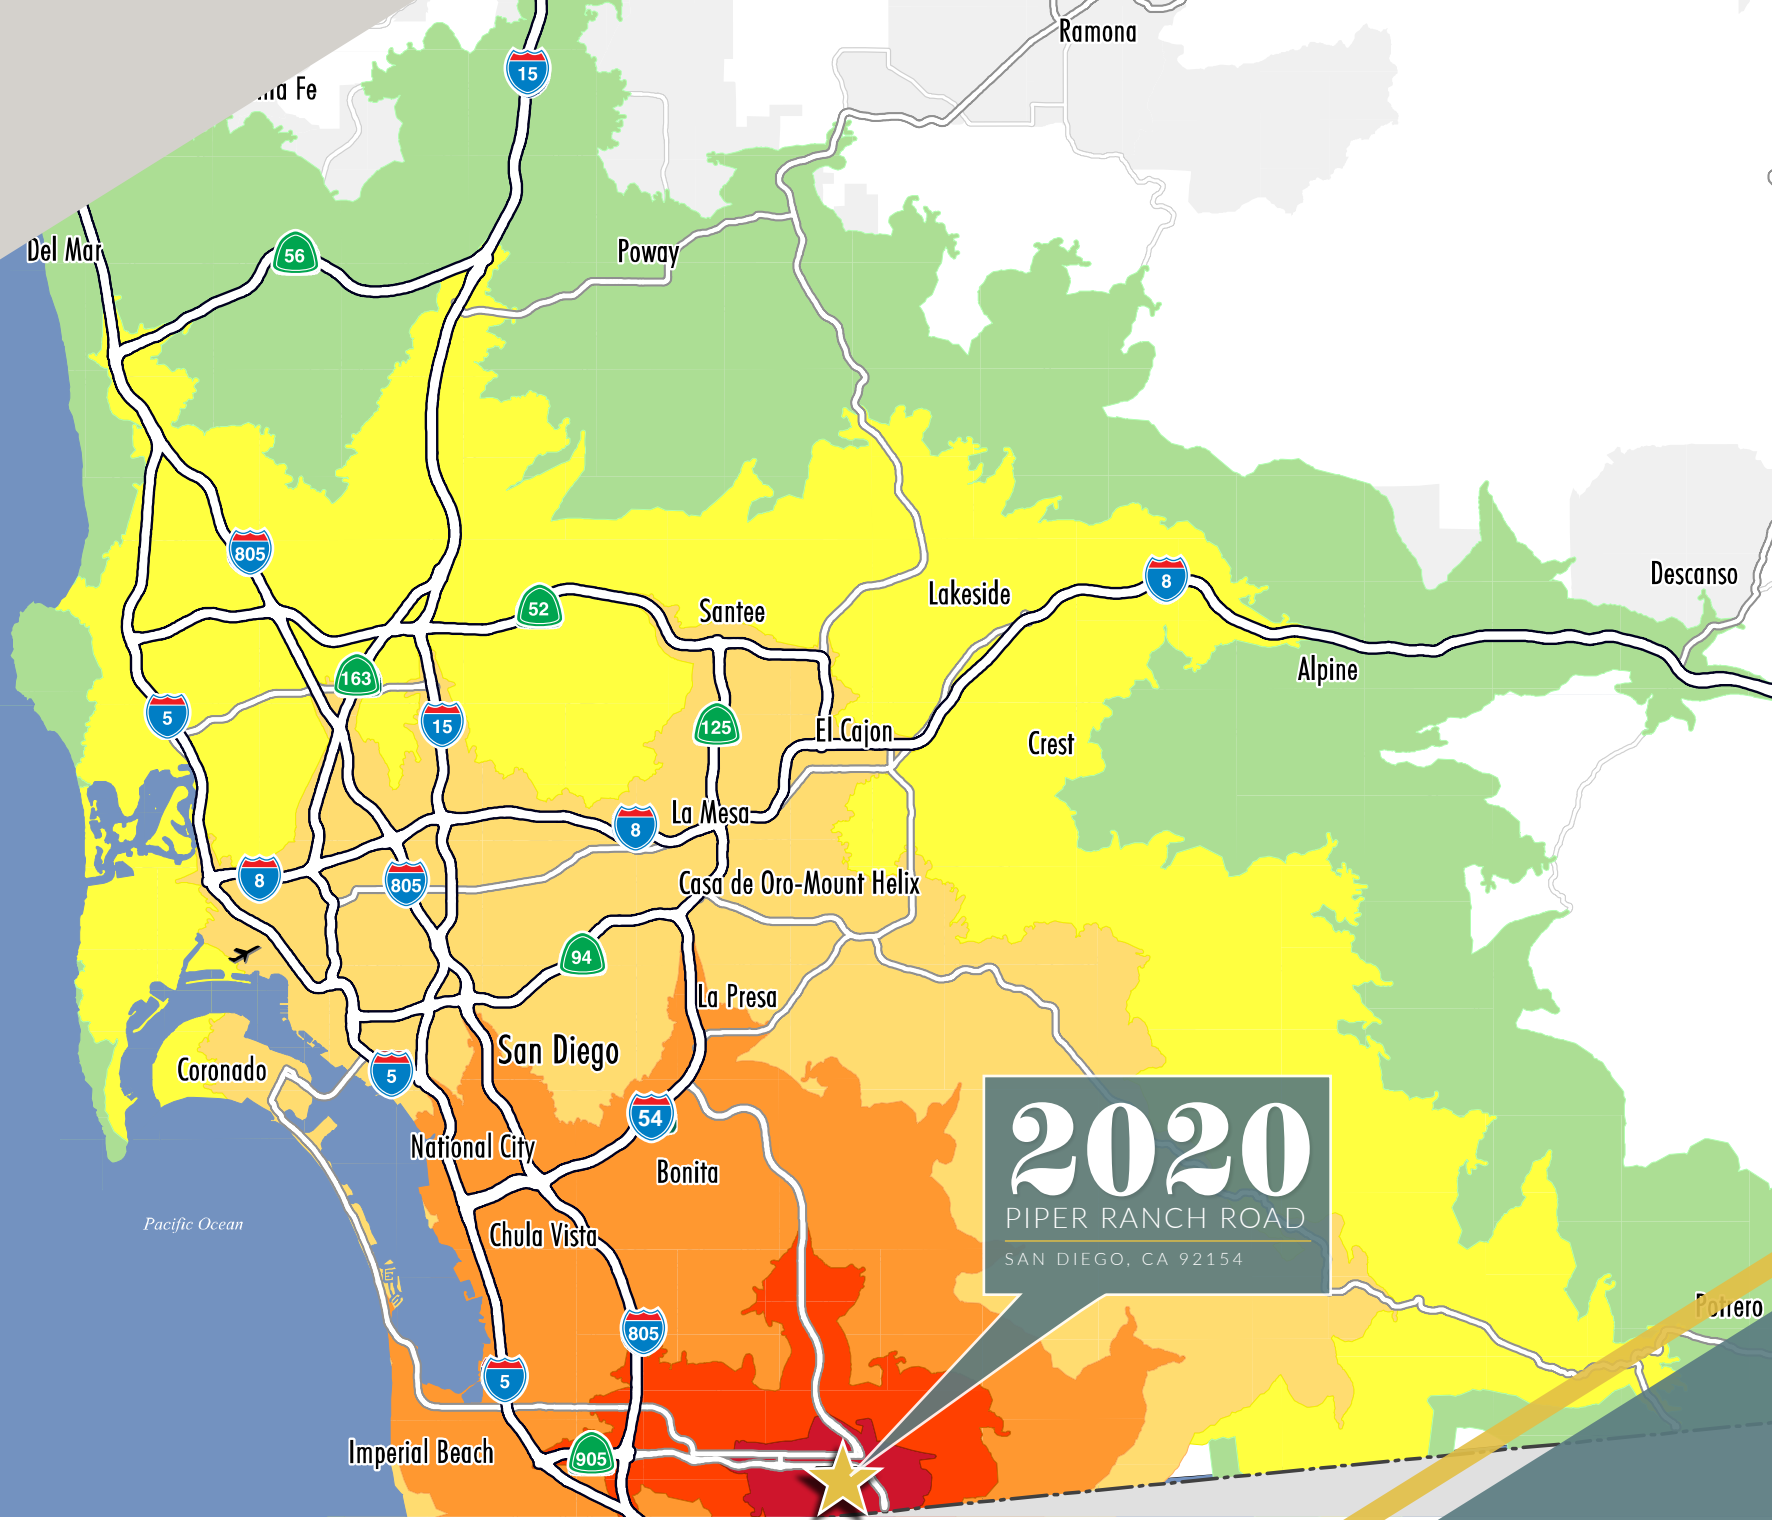 Ramona
15
Fe
Del Mar
56
Poway
805
Descanso
8
Lakeside
52
Santee
Alpine
163
5
15
125
El Cajon
Crest
La Mesa
8
8
805
Casa de Oro-Mount Helix
94
La Presa
San Diego
Coronado
5
54
National City
Bonita
2020
PIPER RANCH ROAD
SAN DIEGO, CA 92154
Pacific Ocean
Chula Vista
Potrero
805
5
Imperial Beach
905